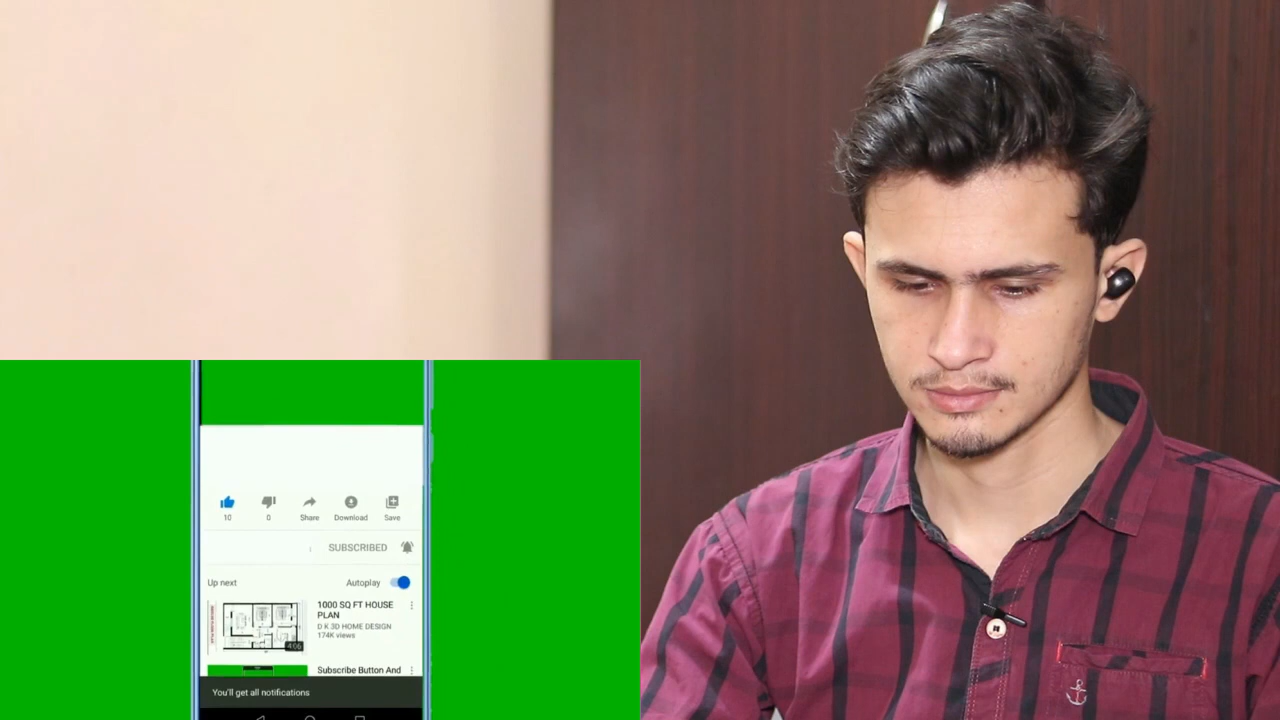 10
0
Share
Download
Save
SUBSCRIBED
Up next
Autoplay
1000 SQ FT HOUSE
PLAN
D K 3D HOME DESIGN
174K views
4:06
Subscribe Button And
You'll get all notifications